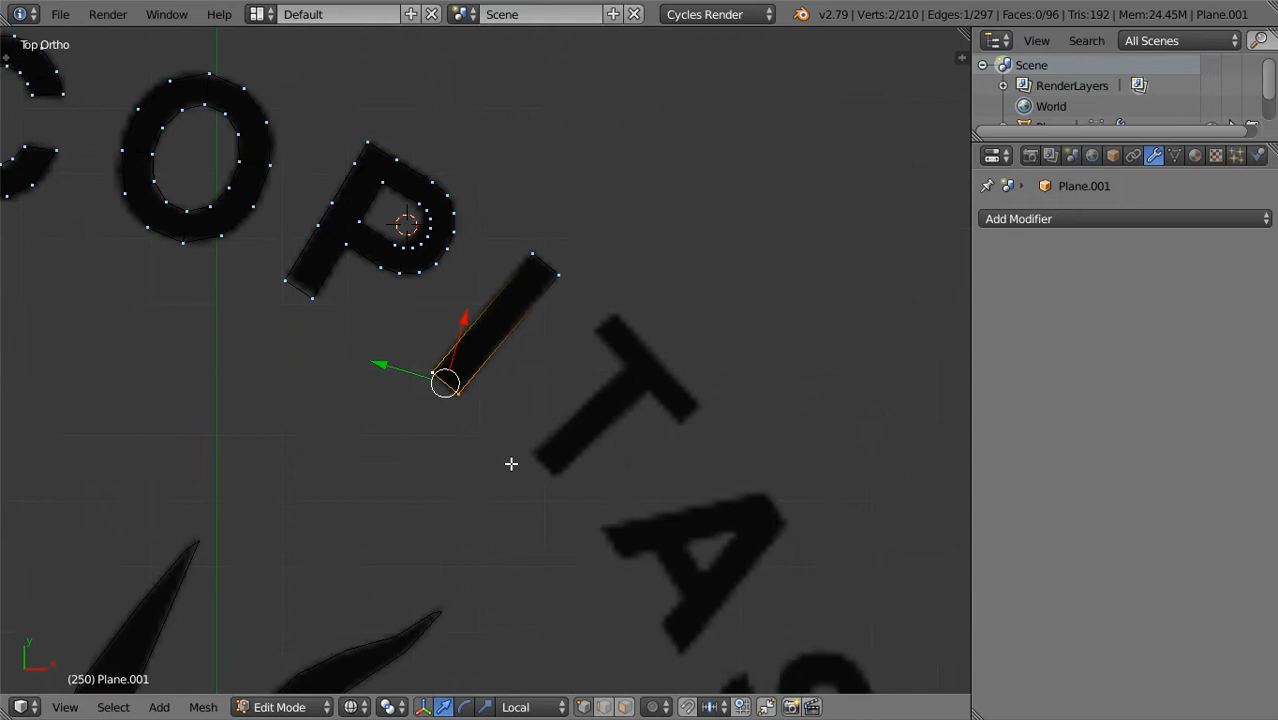 File Render Window Help Default Scene Cycles Render v2.79 | Verts:2/210 | Edges:1/297 | Faces:0/96 | Tris:192 | Mem:24.45M | Plane.001
Top Ortho
View Search All Scenes
Scene
RenderLayers
World
Plane.001
Add Modifier
C O P I T A S
y
x
(250) Plane.001
View Select Add Mesh Edit Mode Local